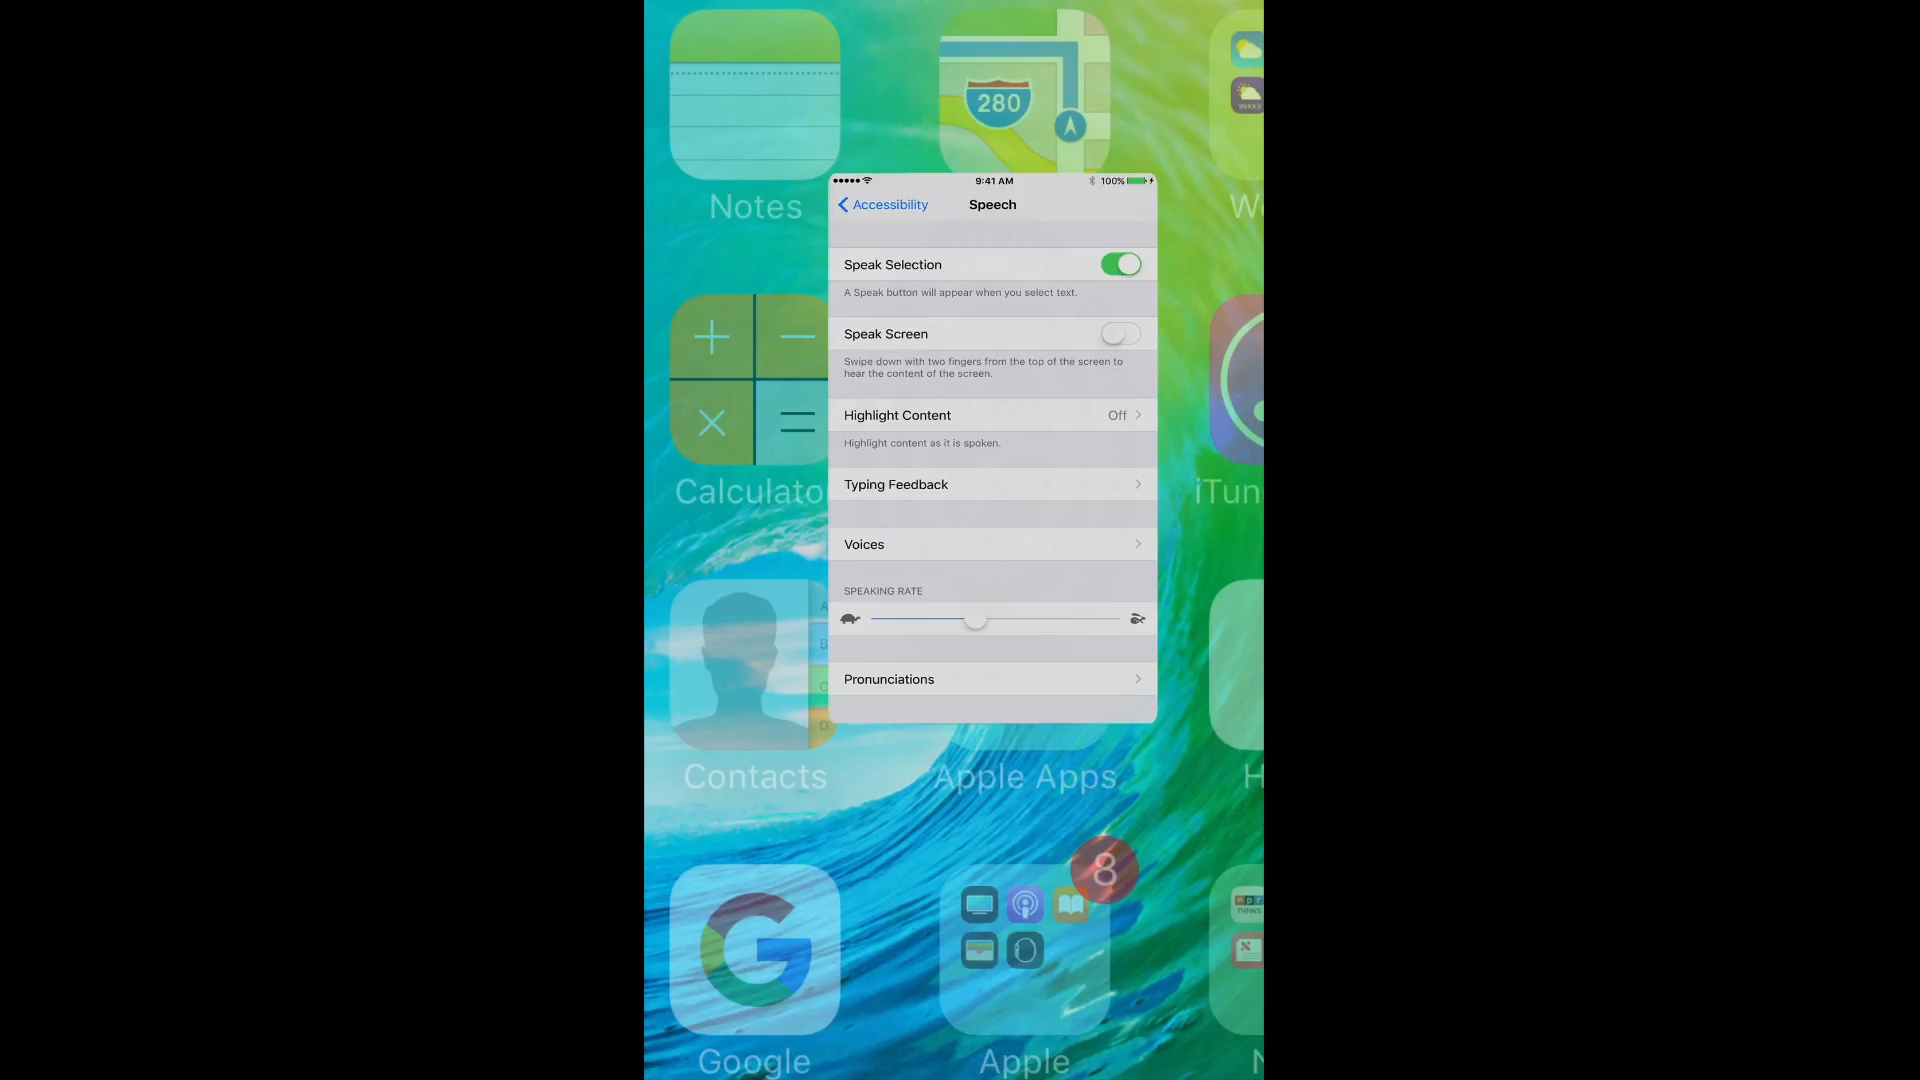 280
Notes
We
9:41 AM
100%
Accessibility
Speech
Speak Selection
A Speak button will appear when you select text.
Speak Screen
Swipe down with two fingers from the top of the screen to
hear the content of the screen.
Highlight Content Off
Highlight content as it is spoken.
Calculato
iTun
Typing Feedback
Voices
SPEAKING RATE
A
B
C
D
Pronunciations
Contacts
Apple Apps
H
8
news
Google
Apple
N